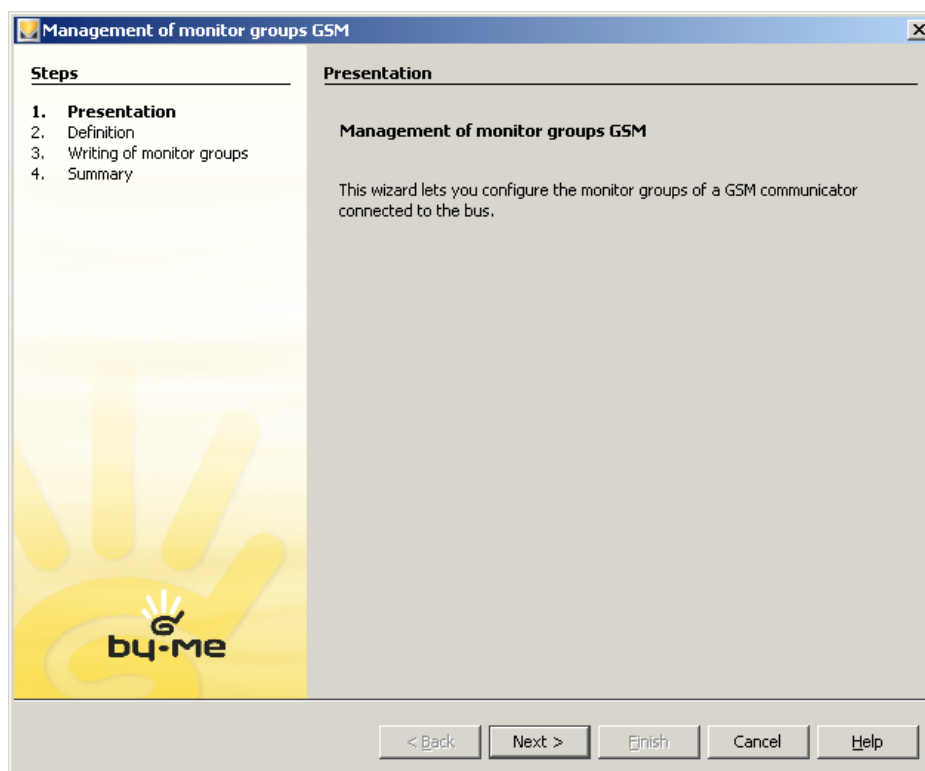 Management of monitor groups GSM
Steps
1. Presentation
2. Definition
3. Writing of monitor groups
4. Summary
Presentation
Management of monitor groups GSM
This wizard lets you configure the monitor groups of a GSM communicator
connected to the bus.
by-me
< Back
Next >
Finish
Cancel
Help